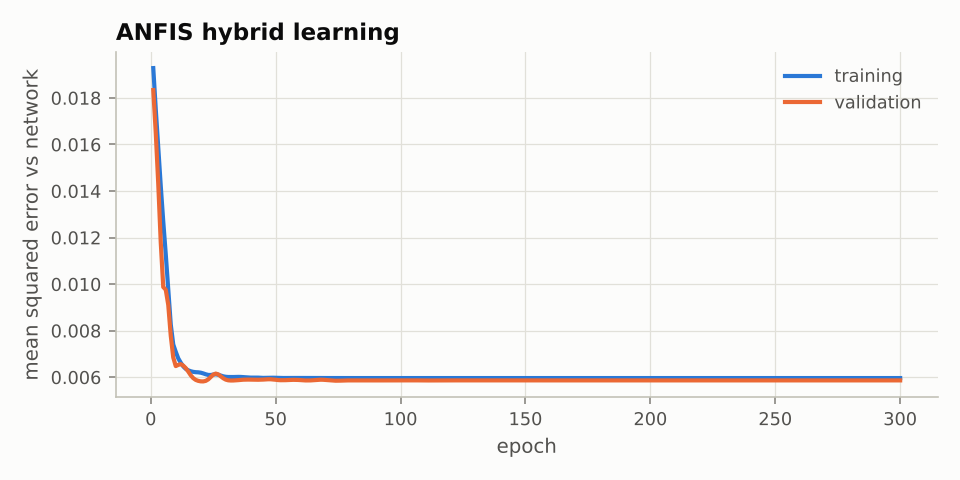 ANFIS hybrid learning
mean squared error vs network
0.018
0.016
0.014
0.012
0.010
0.008
0.006
training
validation
0 50 100 150 200 250 300
epoch